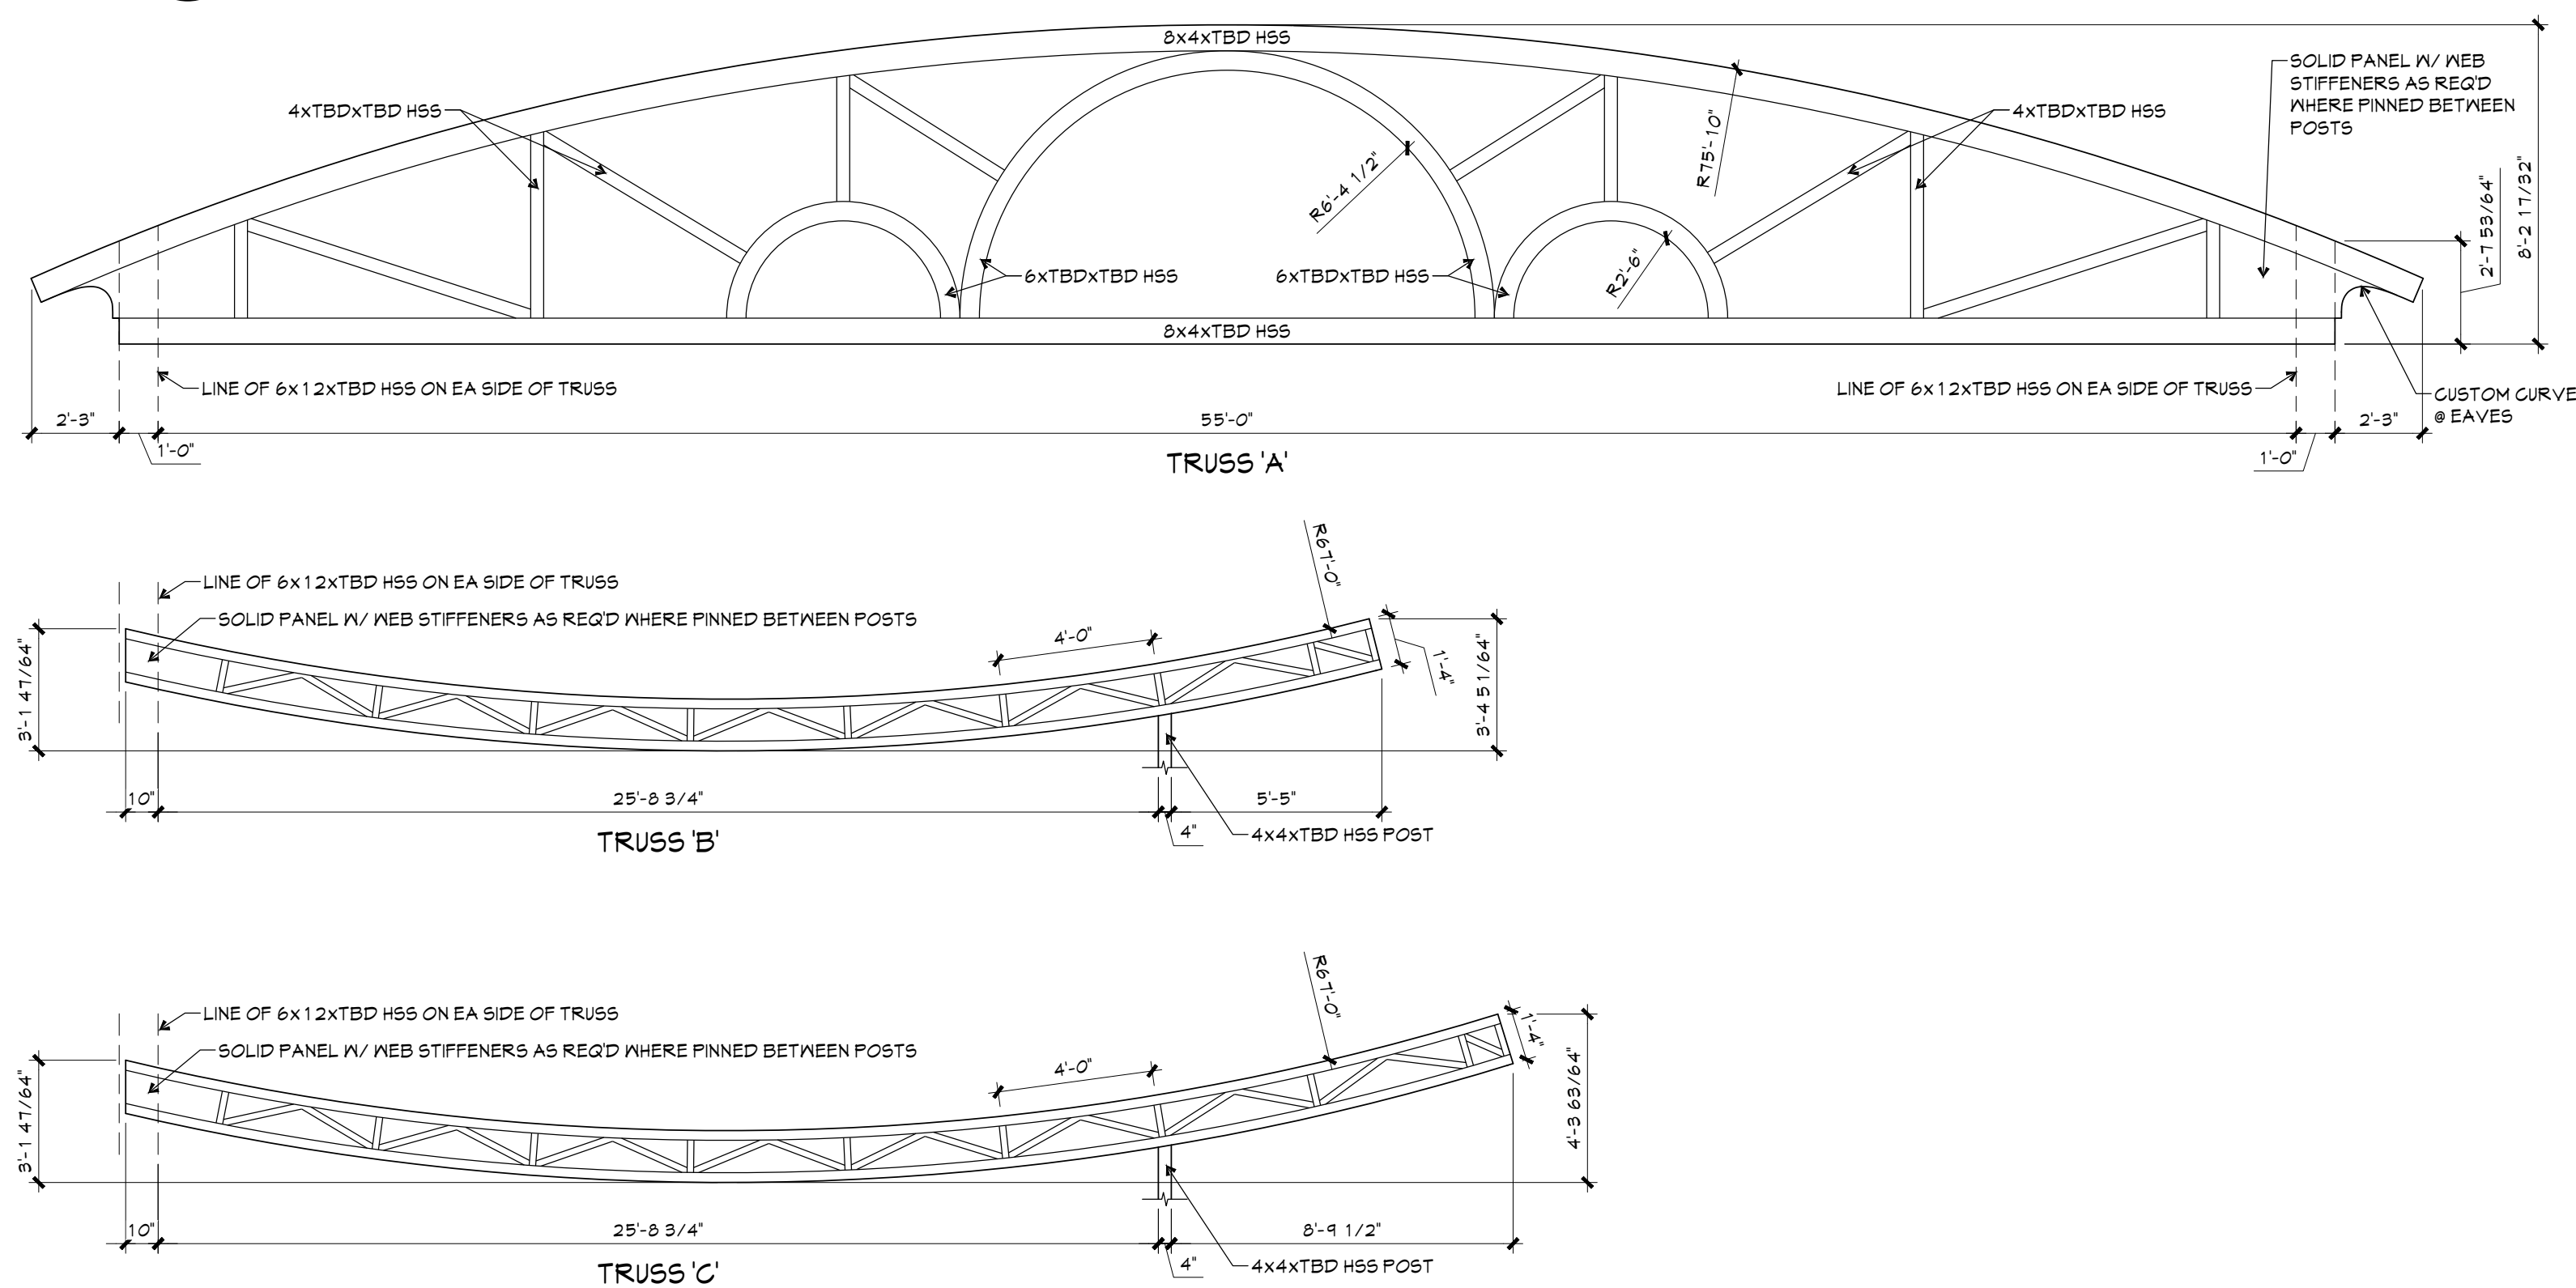 8x4xTBD HSS
SOLID PANEL W/ WEB
STIFFENERS AS REQ'D
WHERE PINNED BETWEEN
POSTS
4xTBDxTBD HSS
4xTBDxTBD HSS
R75'-10"
R6'-4 1/2"
R2'-6"
6xTBDxTBD HSS
6xTBDxTBD HSS
2'-7 53/64"
8'-2 17/32"
8x4xTBD HSS
LINE OF 6x12xTBD HSS ON EA SIDE OF TRUSS
LINE OF 6x12xTBD HSS ON EA SIDE OF TRUSS
CUSTOM CURVE
@ EAVES
2'-3"
1'-0"
55'-0"
1'-0"
2'-3"
TRUSS 'A'
LINE OF 6x12xTBD HSS ON EA SIDE OF TRUSS
SOLID PANEL W/ WEB STIFFENERS AS REQ'D WHERE PINNED BETWEEN POSTS
R67'-0"
4'-0"
1'-4"
3'-1 47/64"
3'-4 51/64"
10"
25'-8 3/4"
4"
5'-5"
4x4xTBD HSS POST
TRUSS 'B'
LINE OF 6x12xTBD HSS ON EA SIDE OF TRUSS
SOLID PANEL W/ WEB STIFFENERS AS REQ'D WHERE PINNED BETWEEN POSTS
R67'-0"
4'-0"
1'-4"
3'-1 47/64"
4'-3 63/64"
10"
25'-8 3/4"
4"
8'-9 1/2"
4x4xTBD HSS POST
TRUSS 'C'